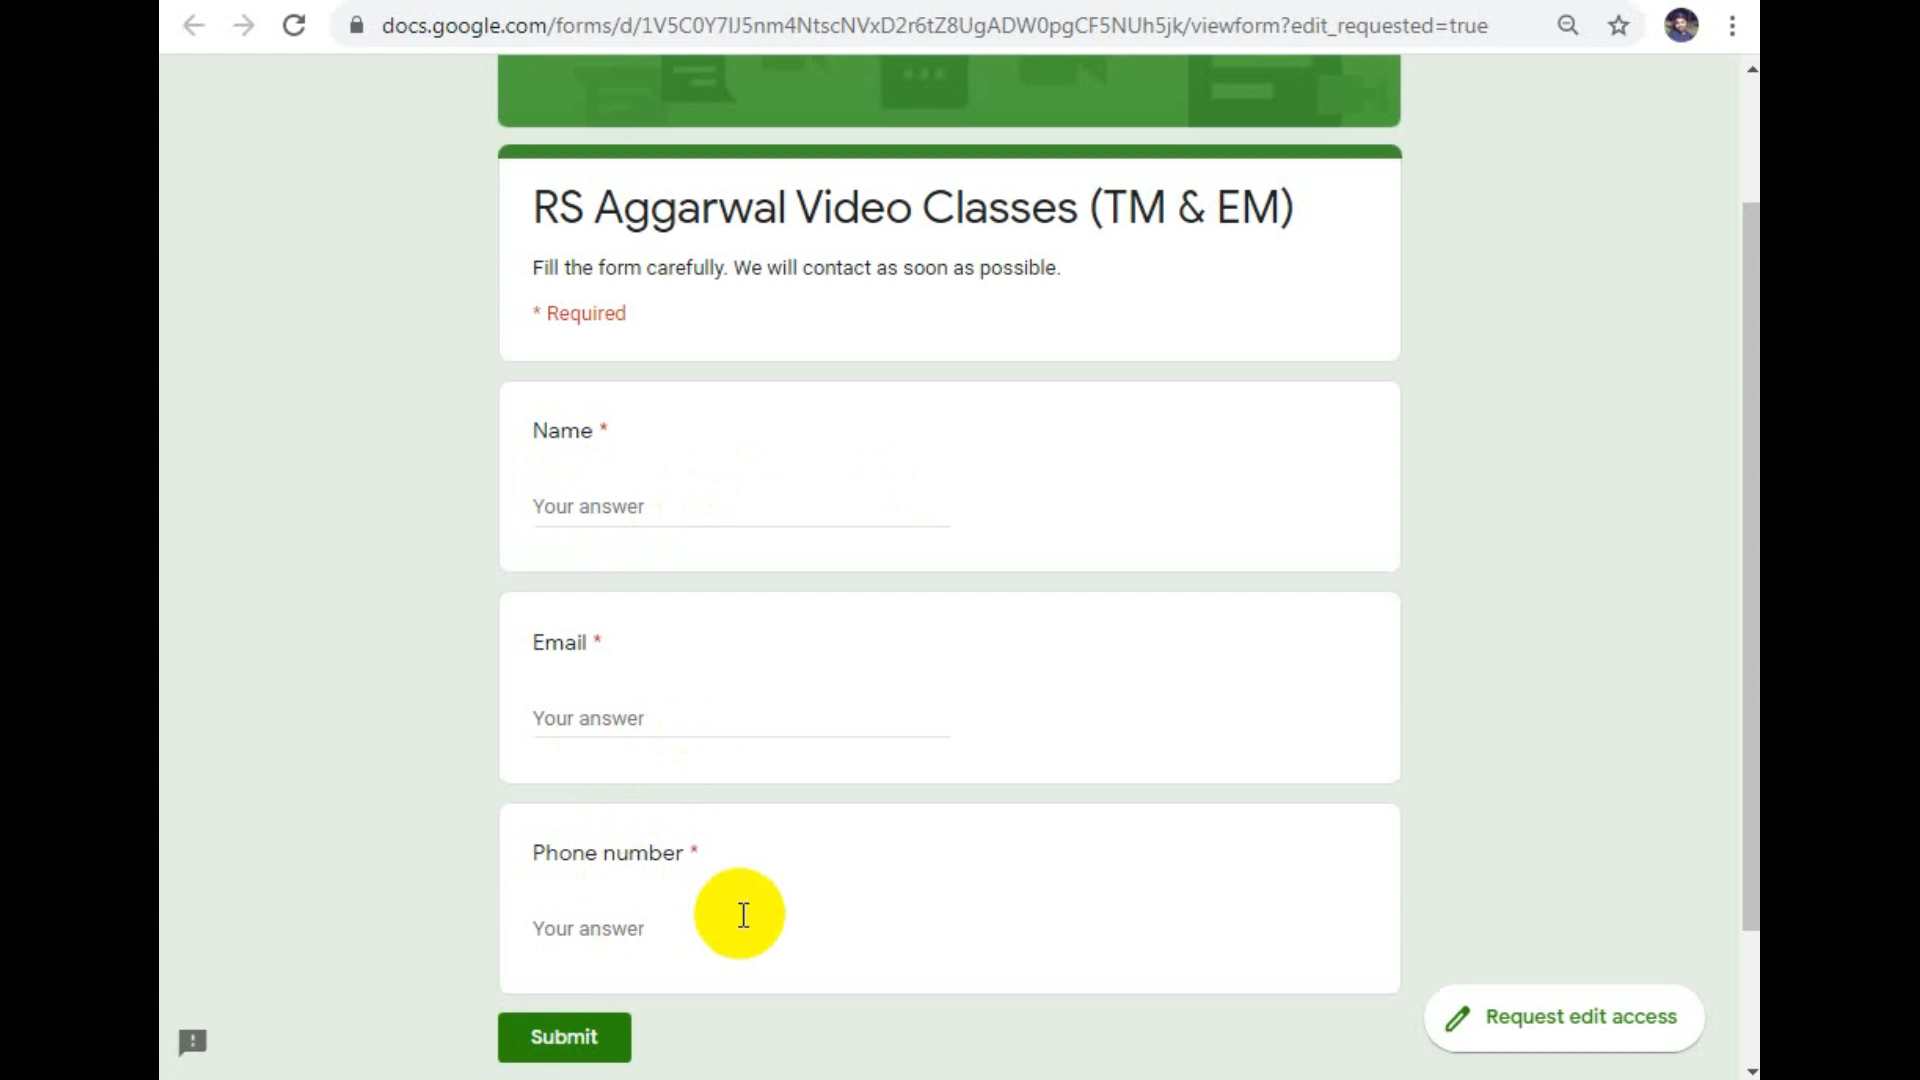 docs.google.com/forms/d/1V5C0Y7lJ5nm4NtscNVxD2r6tZ8UgADW0pgCF5NUh5jk/viewform?edit_requested=true
RS Aggarwal Video Classes (TM & EM)
Fill the form carefully. We will contact as soon as possible.
* Required
Name *
Your answer
Email *
Your answer
Phone number *
Your answer
Request edit access
Submit